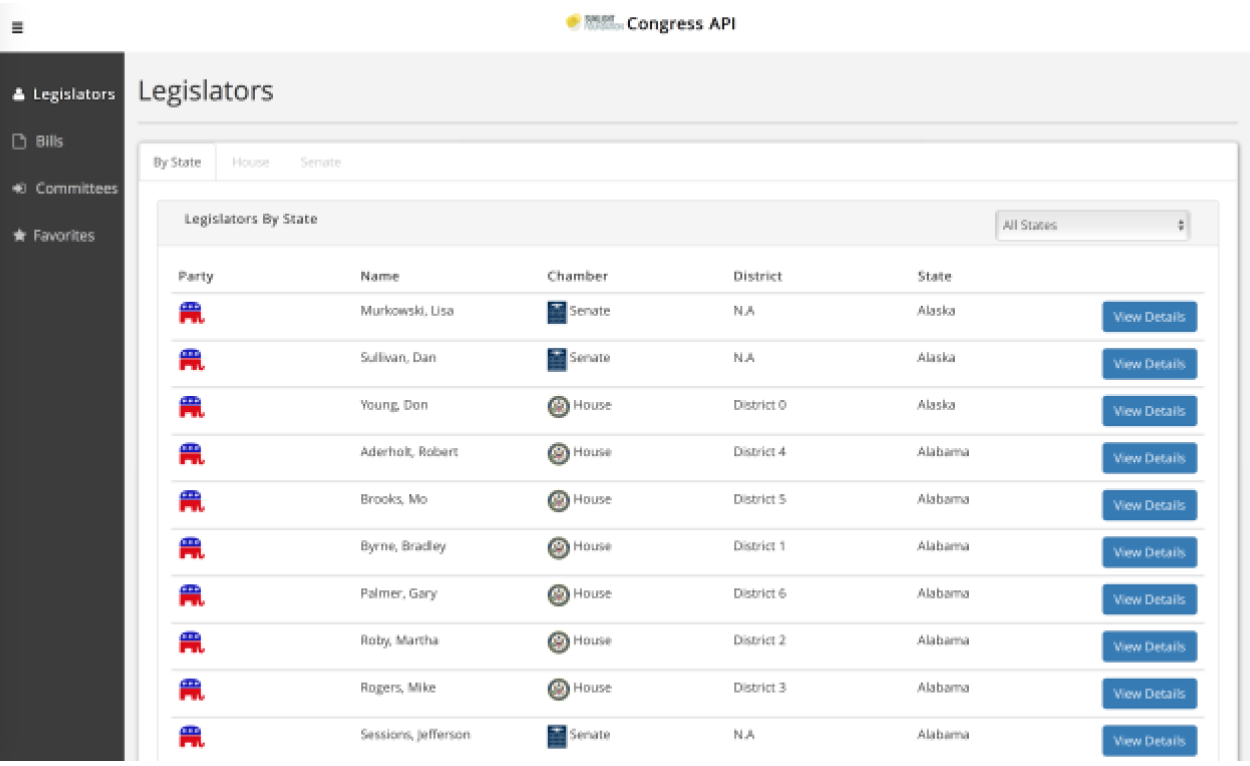 SUNLIGHT
FOUNDATION
Congress API
Legislators
Bills
Committees
Favorites
Legislators
By State House Senate
Legislators By State All States
Party Name Chamber District State
Murkowski, Lisa Senate N.A Alaska View Details
Sullivan, Dan Senate N.A Alaska View Details
Young, Don House District 0 Alaska View Details
Aderholt, Robert House District 4 Alabama View Details
Brooks, Mo House District 5 Alabama View Details
Byrne, Bradley House District 1 Alabama View Details
Palmer, Gary House District 6 Alabama View Details
Roby, Martha House District 2 Alabama View Details
Rogers, Mike House District 3 Alabama View Details
Sessions, Jefferson Senate N.A Alabama View Details